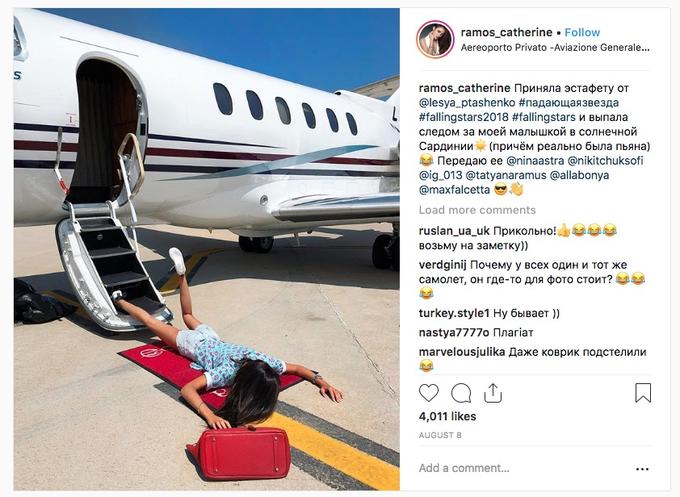 ramos_catherine • Follow
Aereoporto Privato -Aviazione Generale...
ramos_catherine Приняла эстафету от
@lesya_ptashenko #падающаязвезда
#fallingstars2018 #fallingstars и выпала
следом за моей малышкой в солнечной
Сардинии☀️(причём реально была пьяна)
😂 Передаю ее @ninaastra @nikitchuksofi
@ig_013 @tatyanaramus @allabonya
@maxfalcetta 😎👋
Load more comments
ruslan_ua_uk Прикольно!👍😂😂😂
возьму на заметку))
verdginij Почему у всех один и тот же
самолет, он где-то для фото стоит? 😂😂
😂
turkey.style1 Ну бывает ))
nastya7777o Плагіат
marvelousjulika Даже коврик подстелили
😂
4,011 likes
AUGUST 8
Add a comment...